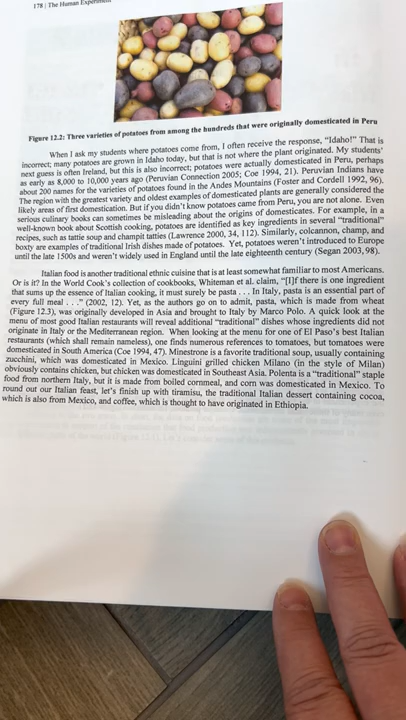 178 | The Human Experiment
Figure 12.2: Three varieties of potatoes from among the hundreds that were originally domesticated in Peru
When I ask my students where potatoes come from, I often receive the response, "Idaho!" That is
incorrect; many potatoes are grown in Idaho today, but that is not where the plant originated. My students'
next guess is often Ireland, but this is also incorrect; potatoes were actually domesticated in Peru, perhaps
as early as 8,000 to 10,000 years ago (Peruvian Connection 2005; Coe 1994, 21). Peruvian Indians have
about 200 names for the varieties of potatoes found in the Andes Mountains (Foster and Cordell 1992, 96).
The region with the greatest variety and oldest examples of domesticated plants are generally considered the
likely areas of first domestication. But if you didn't know potatoes came from Peru, you are not alone. Even
serious culinary books can sometimes be misleading about the origins of domesticates. For example, in a
well-known book about Scottish cooking, potatoes are identified as key ingredients in several "traditional"
recipes, such as tattie soup and champit tatties (Lawrence 2000, 34, 112). Similarly, colcannon, champ, and
boxty are examples of traditional Irish dishes made of potatoes. Yet, potatoes weren't introduced to Europe
until the late 1500s and weren't widely used in England until the late eighteenth century (Segan 2003, 98).
Italian food is another traditional ethnic cuisine that is at least somewhat familiar to most Americans.
Or is it? In the World Cook's collection of cookbooks, Whiteman et al. claim, "[I]f there is one ingredient
that sums up the essence of Italian cooking, it must surely be pasta . . . In Italy, pasta is an essential part of
every full meal . . ." (2002, 12). Yet, as the authors go on to admit, pasta, which is made from wheat
(Figure 12.3), was originally developed in Asia and brought to Italy by Marco Polo. A quick look at the
menu of most good Italian restaurants will reveal additional "traditional" dishes whose ingredients did not
originate in Italy or the Mediterranean region. When looking at the menu for one of El Paso's best Italian
restaurants (which shall remain nameless), one finds numerous references to tomatoes, but tomatoes were
domesticated in South America (Coe 1994, 47). Minestrone is a favorite traditional soup, usually containing
zucchini, which was domesticated in Mexico. Linguini grilled chicken Milano (in the style of Milan)
obviously contains chicken, but chicken was domesticated in Southeast Asia. Polenta is a "traditional" staple
food from northern Italy, but it is made from boiled cornmeal, and corn was domesticated in Mexico. To
round out our Italian feast, let's finish up with tiramisu, the traditional Italian dessert containing cocoa,
which is also from Mexico, and coffee, which is thought to have originated in Ethiopia.